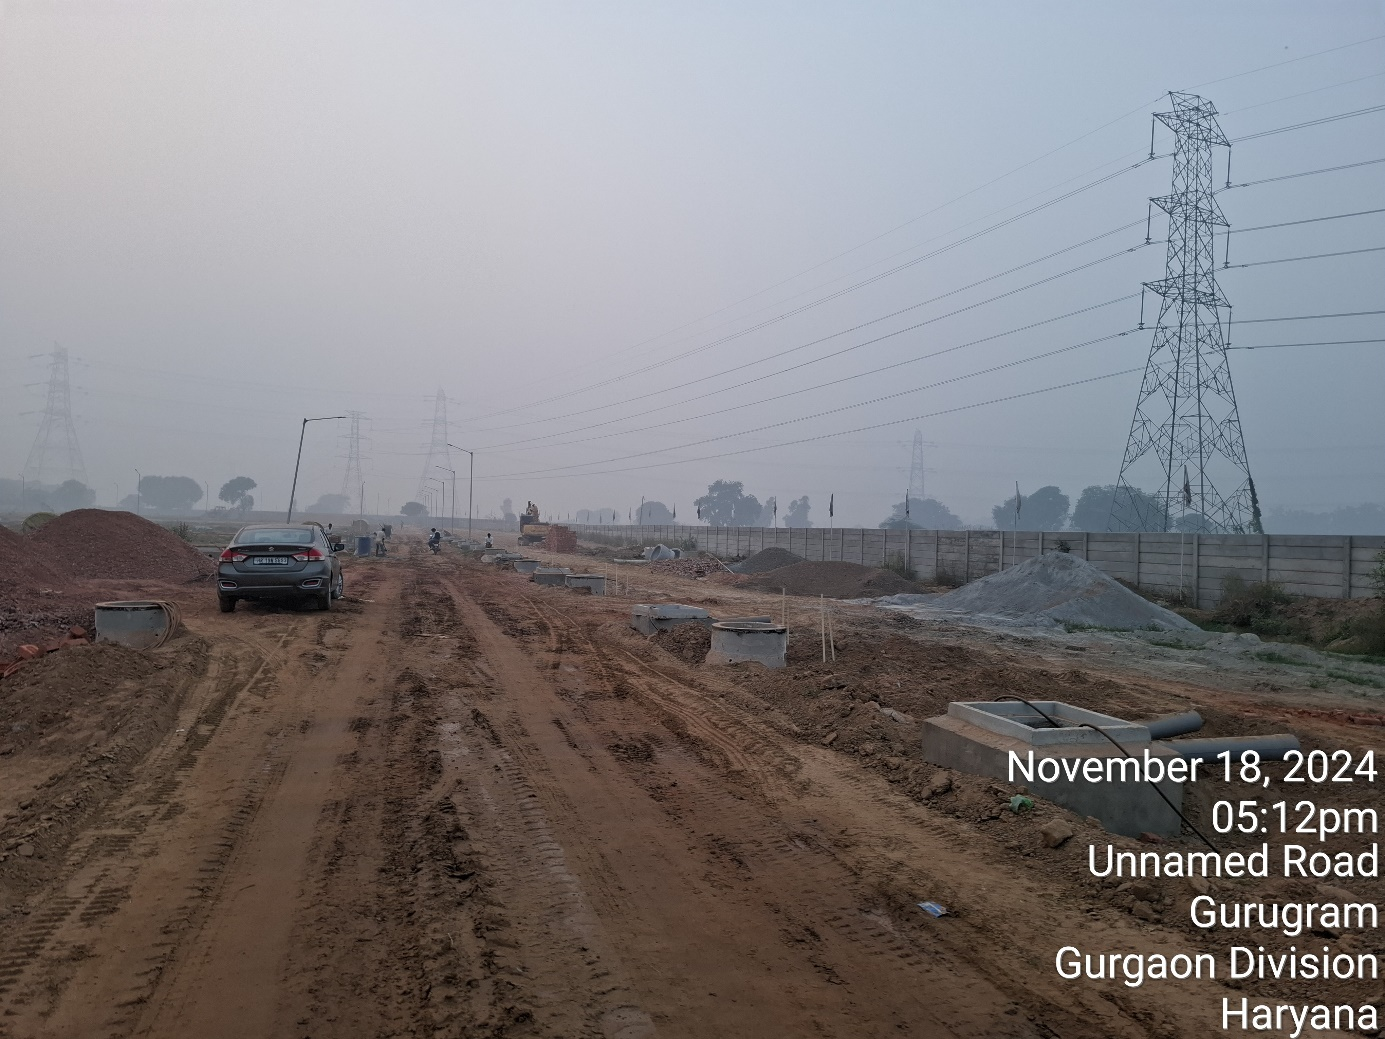 November 18, 2024
05:12pm
Unnamed Road
Gurugram
Gurgaon Division
Haryana